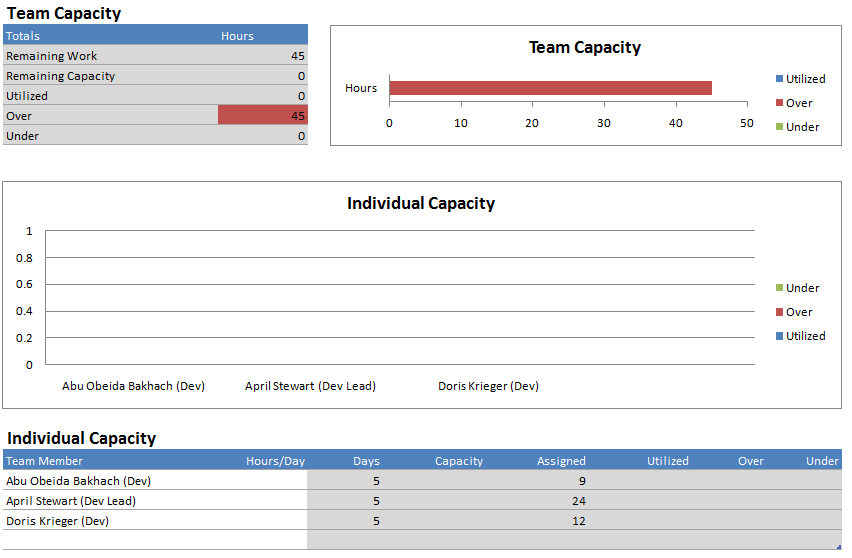 Team Capacity
Totals Hours
Remaining Work 45
Remaining Capacity 0
Utilized 0
Over 45
Under 0
Team Capacity
Hours
0 10 20 30 40 50
Utilized
Over
Under
Individual Capacity
1
0.8
0.6
0.4
0.2
0
Abu Obeida Bakhach (Dev) April Stewart (Dev Lead) Doris Krieger (Dev)
Under
Over
Utilized
Individual Capacity
Team Member Hours/Day Days Capacity Assigned Utilized Over Under
Abu Obeida Bakhach (Dev) 5 9
April Stewart (Dev Lead) 5 24
Doris Krieger (Dev) 5 12